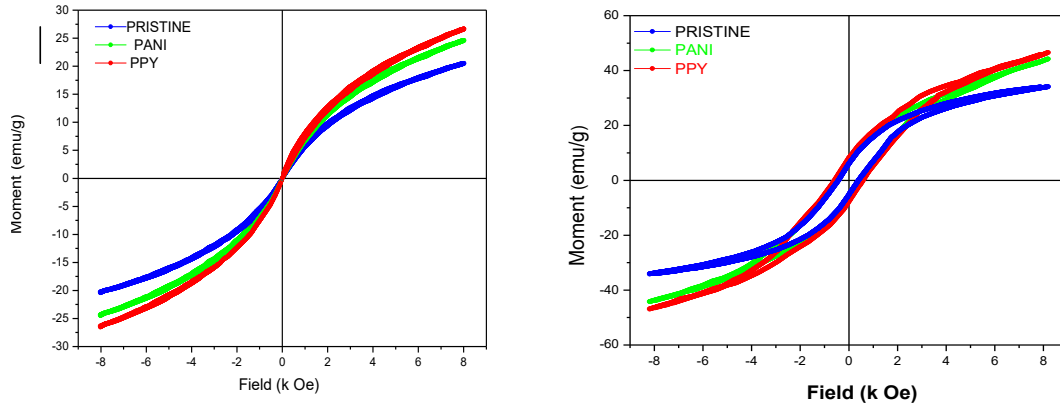 30
25
20
15
10
5
0
-5
-10
-15
-20
-25
-30
Moment (emu/g)
PRISTINE
PANI
PPY
-8 -6 -4 -2 0 2 4 6 8
Field (k Oe)
60
40
20
0
-20
-40
-60
Moment (emu/g)
PRISTINE
PANI
PPY
-8 -6 -4 -2 0 2 4 6 8
Field (k Oe)